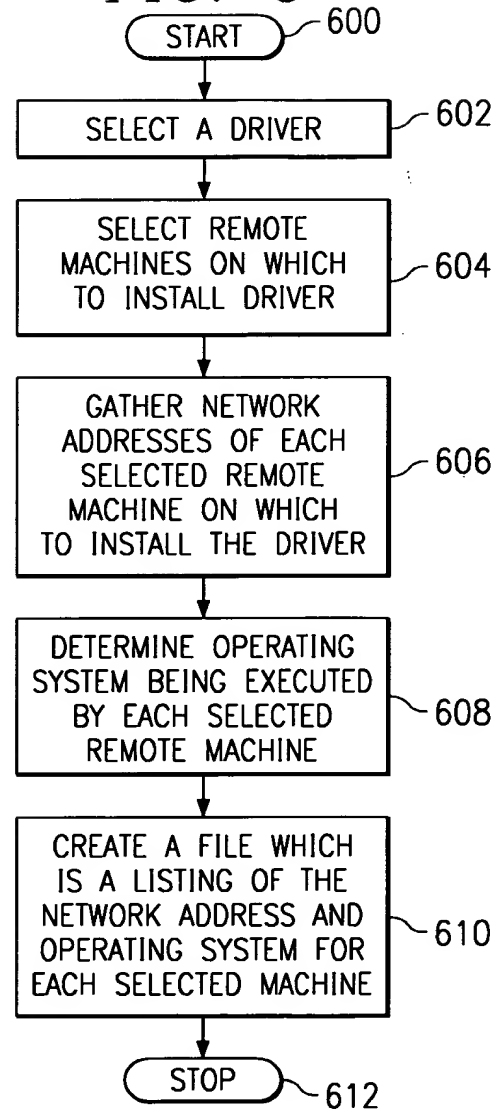 START
600
SELECT A DRIVER
602
SELECT REMOTE
MACHINES ON WHICH
TO INSTALL DRIVER
604
GATHER NETWORK
ADDRESSES OF EACH
SELECTED REMOTE
MACHINE ON WHICH
TO INSTALL THE DRIVER
606
DETERMINE OPERATING
SYSTEM BEING EXECUTED
BY EACH SELECTED
REMOTE MACHINE
608
CREATE A FILE WHICH
IS A LISTING OF THE
NETWORK ADDRESS AND
OPERATING SYSTEM FOR
EACH SELECTED MACHINE
610
STOP
612